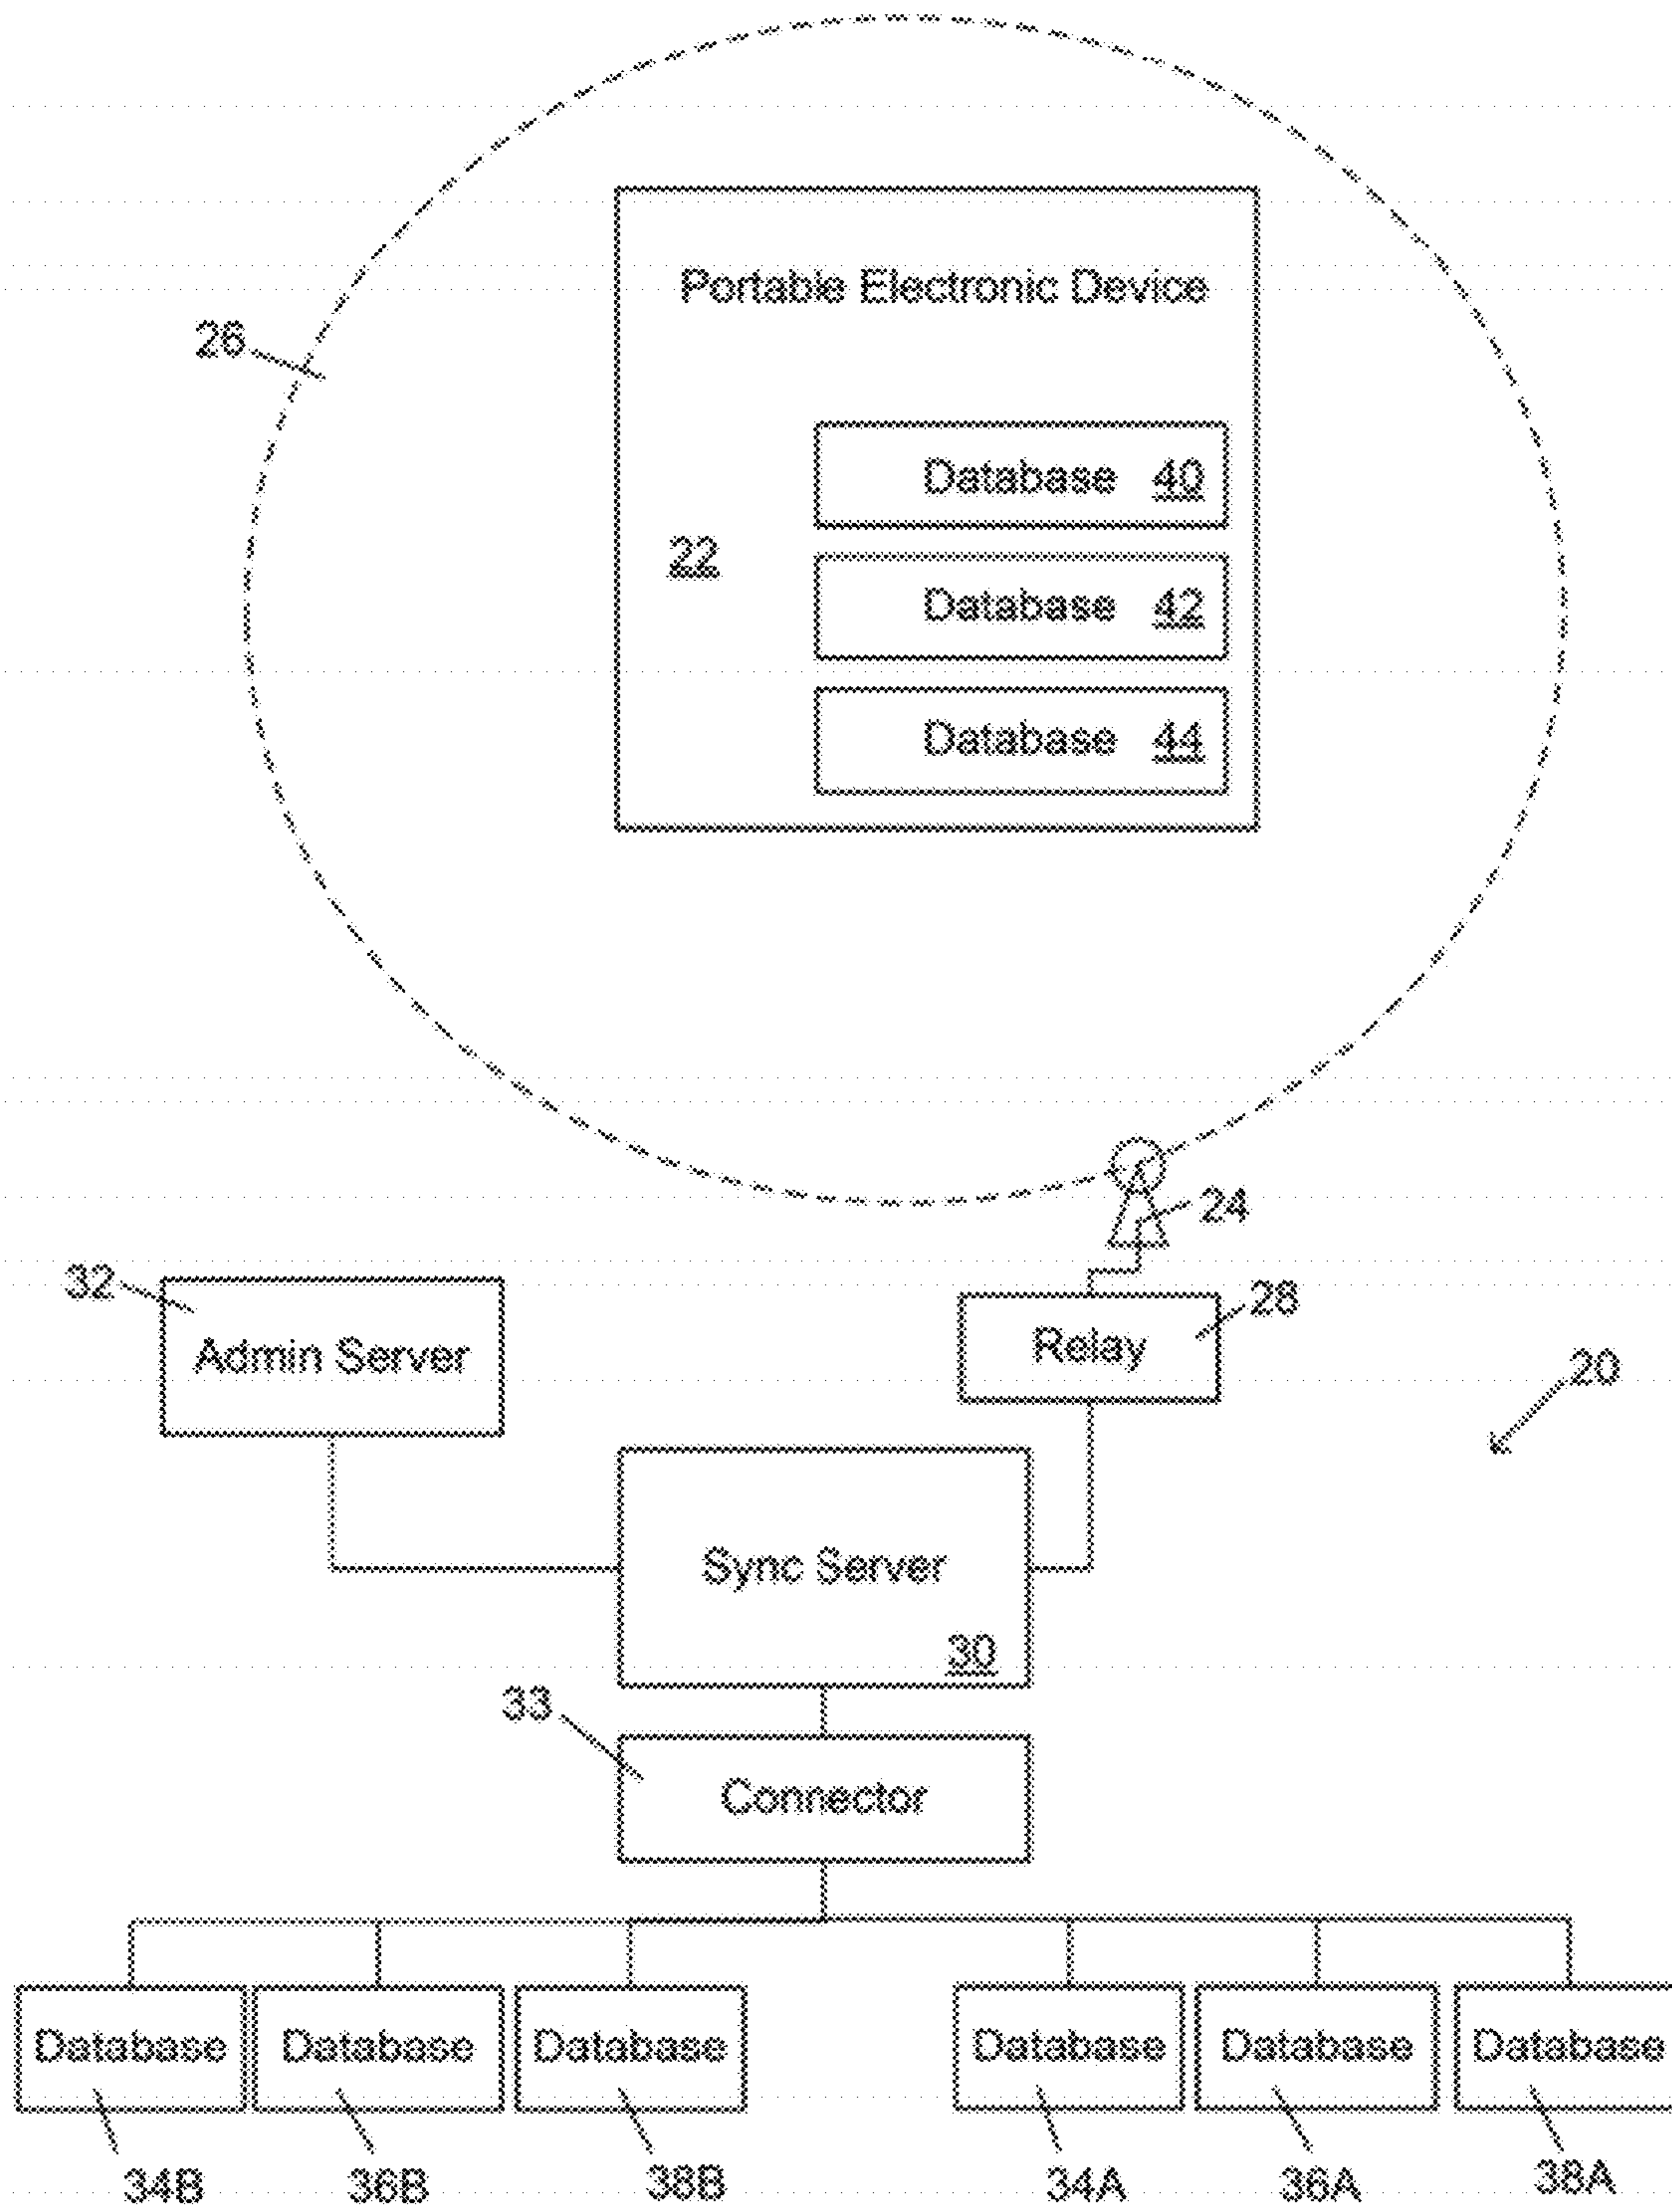 Portable Electronic Device
26
Database 40
22
Database 42
Database 44
24
32
Admin Server
28
Relay
20
Sync Server
30
33
Connector
Database Database Database Database Database Database
34B 36B 38B 34A 36A 38A